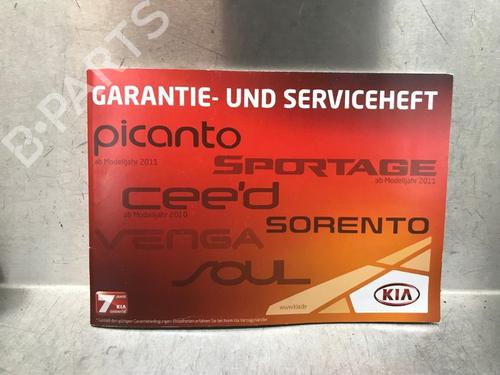 B-PARTS
GARANTIE- UND SERVICEHEFT
picanto
ab Modelljahr 2011
SPORTAGE
ab Modelljahr 2011
cee'd
ab Modelljahr 2010
SORENTO
VENGA
SOUL
www.kia.de
KIA
7 JAHRE
KIA
GARANTIE